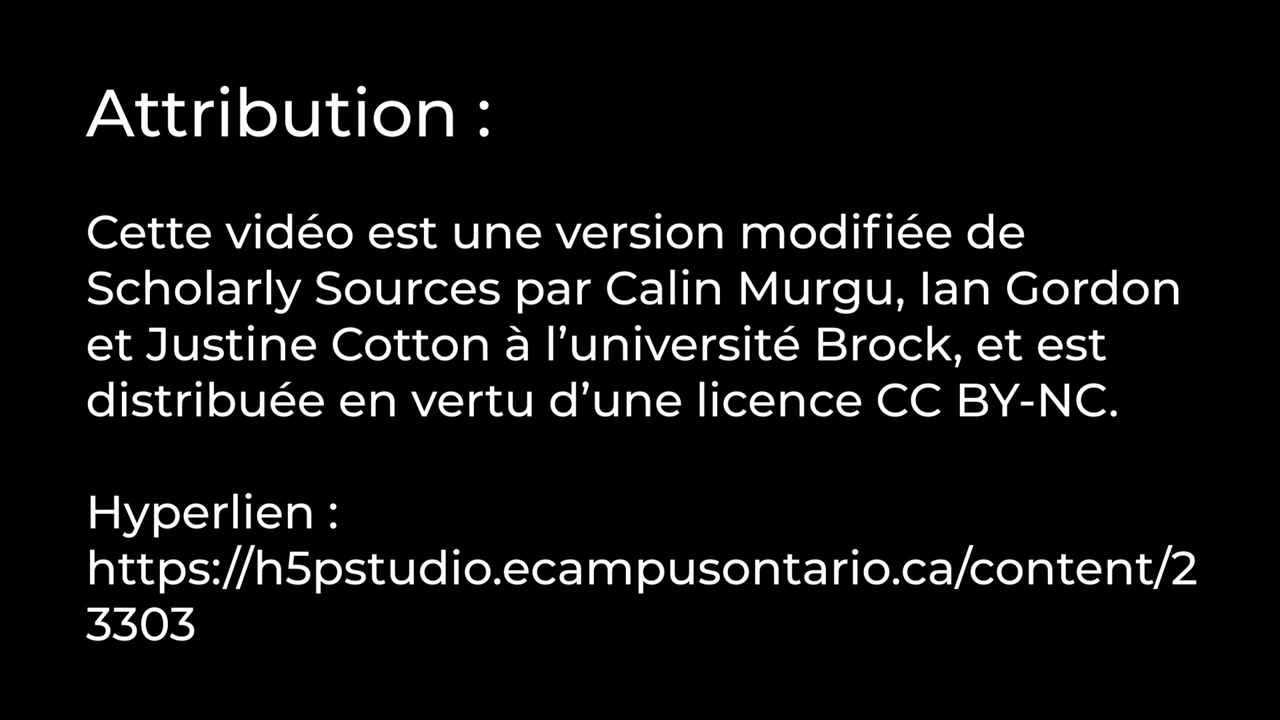 Attribution :
Cette vidéo est une version modifiée de
Scholarly Sources par Calin Murgu, Ian Gordon
et Justine Cotton à l’université Brock, et est
distribuée en vertu d’une licence CC BY-NC.
Hyperlien :
https://h5pstudio.ecampusontario.ca/content/2
3303